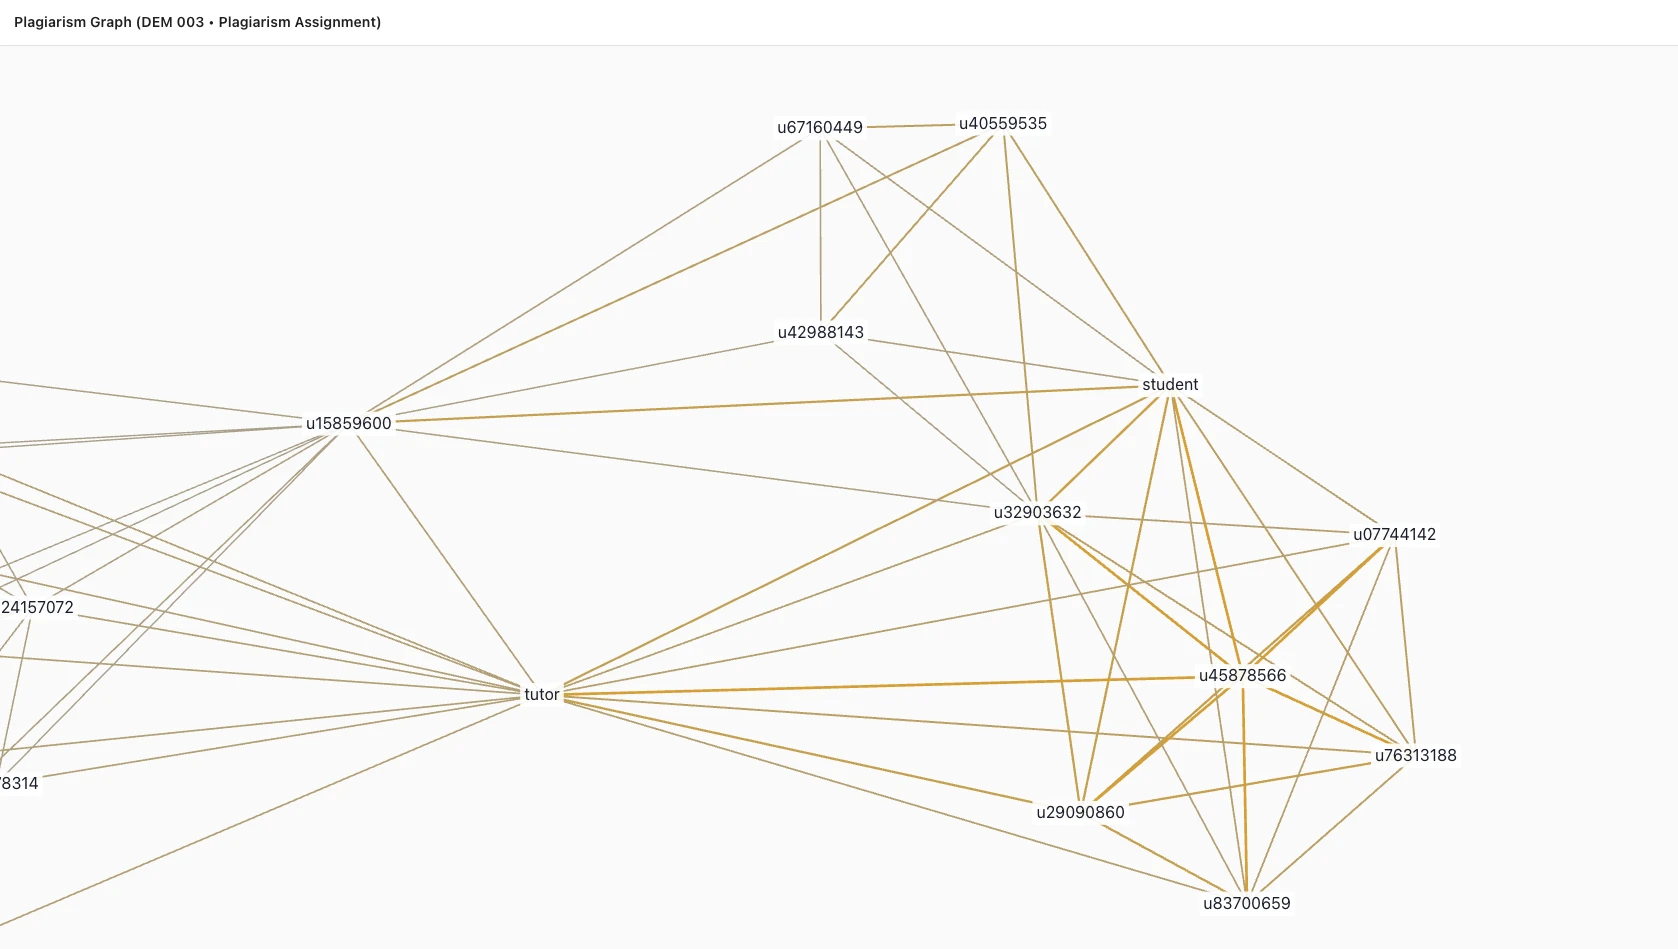 Plagiarism Graph (DEM 003 • Plagiarism Assignment)
u67160449
u40559535
u42988143
student
u15859600
u32903632
u07744142
24157072
u45878566
tutor
u76313188
78314
u29090860
u83700659